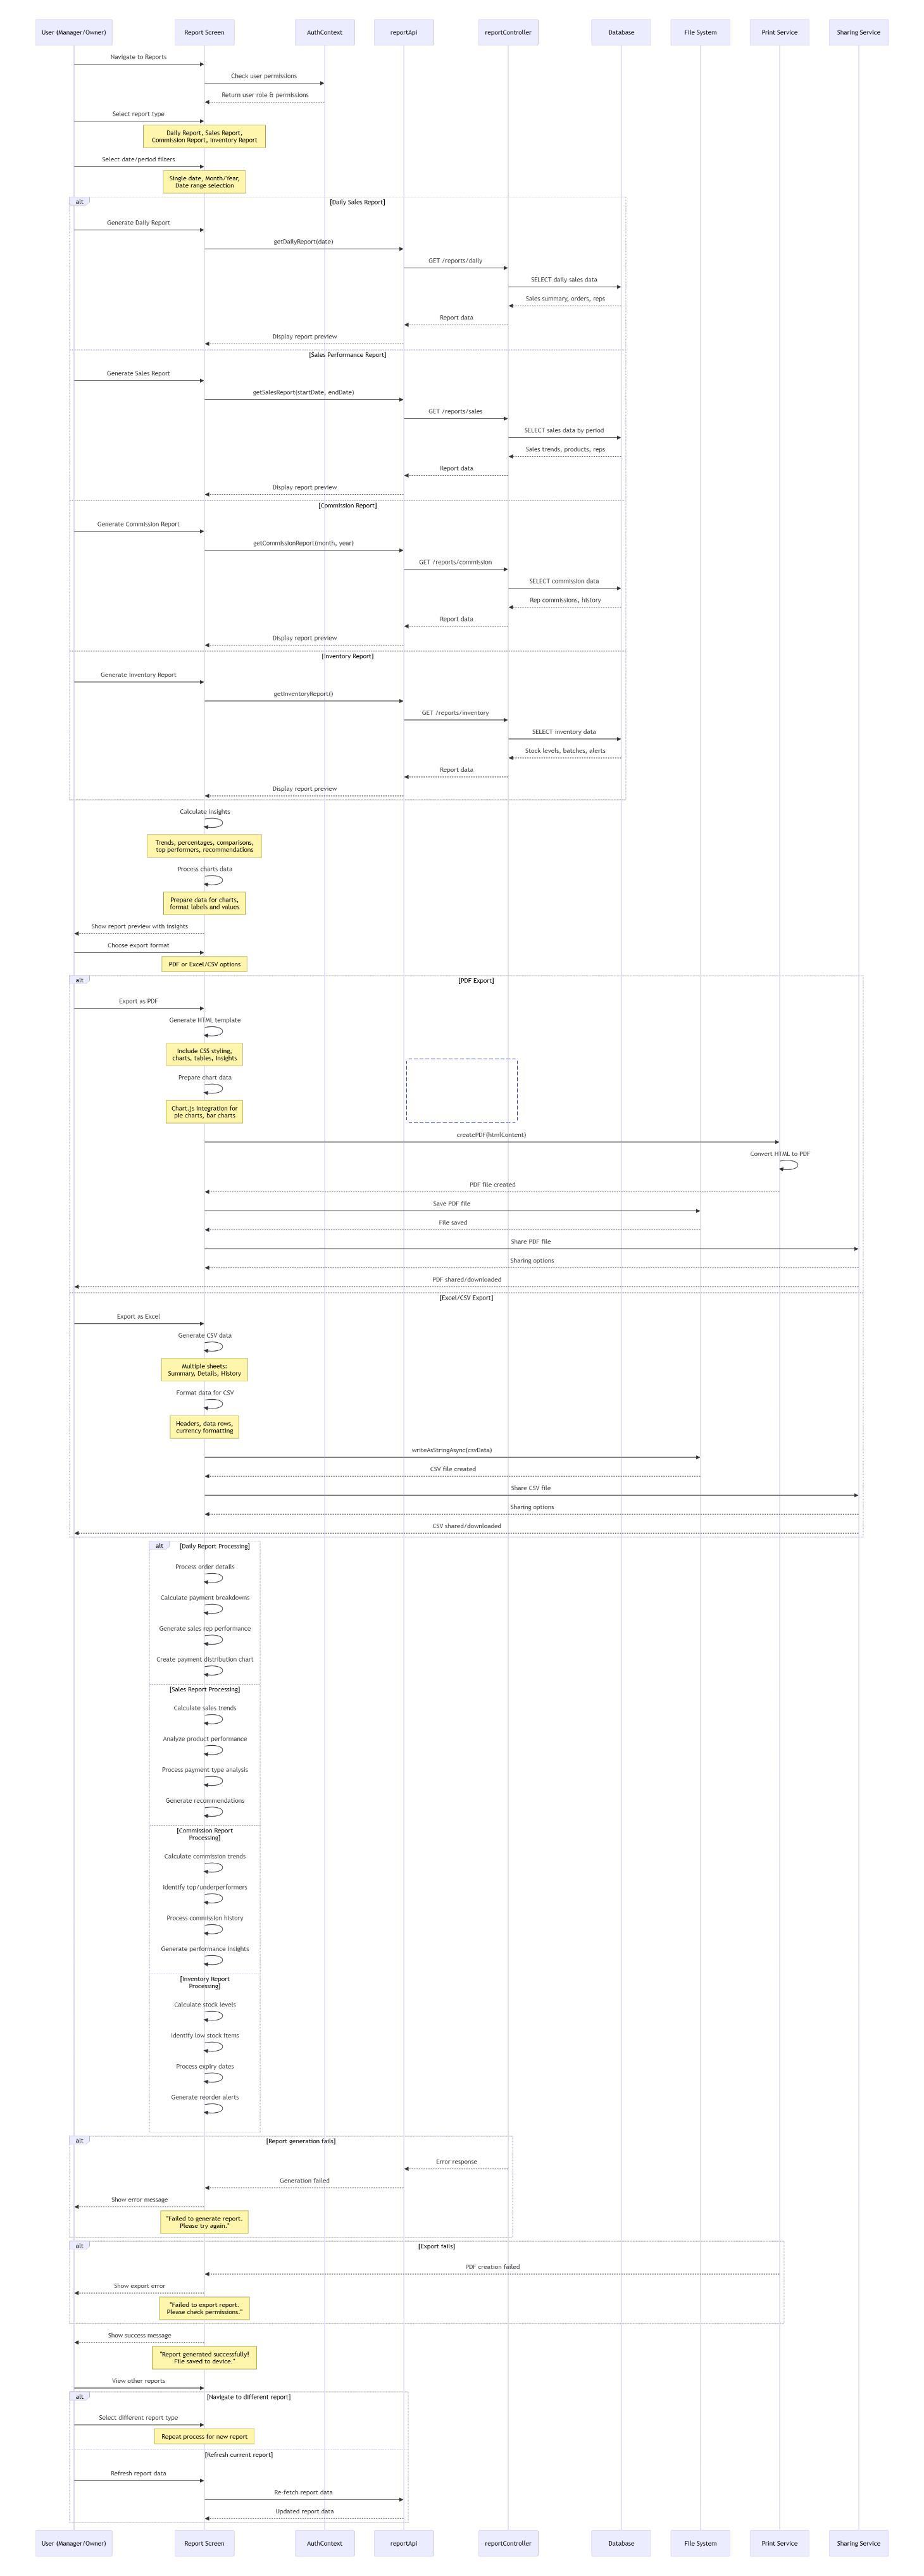 User (Manager/Owner)
Report Screen
AuthContext
reportApi
reportController
Database
File System
Print Service
Sharing Service
Navigate to Reports
Check user permissions
Return user role & permissions
Select report type
Daily Report, Sales Report,
Commission Report, Inventory Report
Select date/period filters
Single date, Month/Year,
Date range selection
alt
[Daily Sales Report]
Generate Daily Report
getDailyReport(date)
GET /reports/daily
SELECT daily sales data
Sales summary, orders, reps
Report data
Display report preview
[Sales Performance Report]
Generate Sales Report
getSalesReport(startDate, endDate)
GET /reports/sales
SELECT sales data by period
Sales trends, products, reps
Report data
Display report preview
[Commission Report]
Generate Commission Report
getCommissionReport(month, year)
GET /reports/commission
SELECT commission data
Rep commissions, history
Report data
Display report preview
[Inventory Report]
Generate Inventory Report
getInventoryReport()
GET /reports/inventory
SELECT inventory data
Stock levels, batches, alerts
Report data
Display report preview
Calculate insights
Trends, percentages, comparisons,
top performers, recommendations
Process charts data
Prepare data for charts,
format labels and values
Show report preview with insights
Choose export format
PDF or Excel/CSV options
alt
[PDF Export]
Export as PDF
Generate HTML template
Include CSS styling,
charts, tables, insights
Prepare chart data
Chart.js integration for
pie charts, bar charts
createPDF(htmlContent)
Convert HTML to PDF
PDF file created
Save PDF file
File saved
Share PDF file
Sharing options
PDF shared/downloaded
[Excel/CSV Export]
Export as Excel
Generate CSV data
Multiple sheets:
Summary, Details, History
Format data for CSV
Headers, data rows,
currency formatting
writeAsStringAsync(csvData)
CSV file created
Share CSV file
Sharing options
CSV shared/downloaded
alt
[Daily Report Processing]
Process order details
Calculate payment breakdowns
Generate sales rep performance
Create payment distribution chart
[Sales Report Processing]
Calculate sales trends
Analyze product performance
Process payment type analysis
Generate recommendations
[Commission Report
Processing]
Calculate commission trends
Identify top/underperformers
Process commission history
Generate performance insights
[Inventory Report
Processing]
Calculate stock levels
Identify low stock items
Process expiry dates
Generate reorder alerts
alt
[Report generation fails]
Error response
Generation failed
Show error message
"Failed to generate report.
Please try again."
alt
[Export fails]
PDF creation failed
Show export error
"Failed to export report.
Please check permissions."
Show success message
"Report generated successfully!
File saved to device."
View other reports
alt
[Navigate to different report]
Select different report type
Repeat process for new report
[Refresh current report]
Refresh report data
Re-fetch report data
Updated report data
User (Manager/Owner)
Report Screen
AuthContext
reportApi
reportController
Database
File System
Print Service
Sharing Service